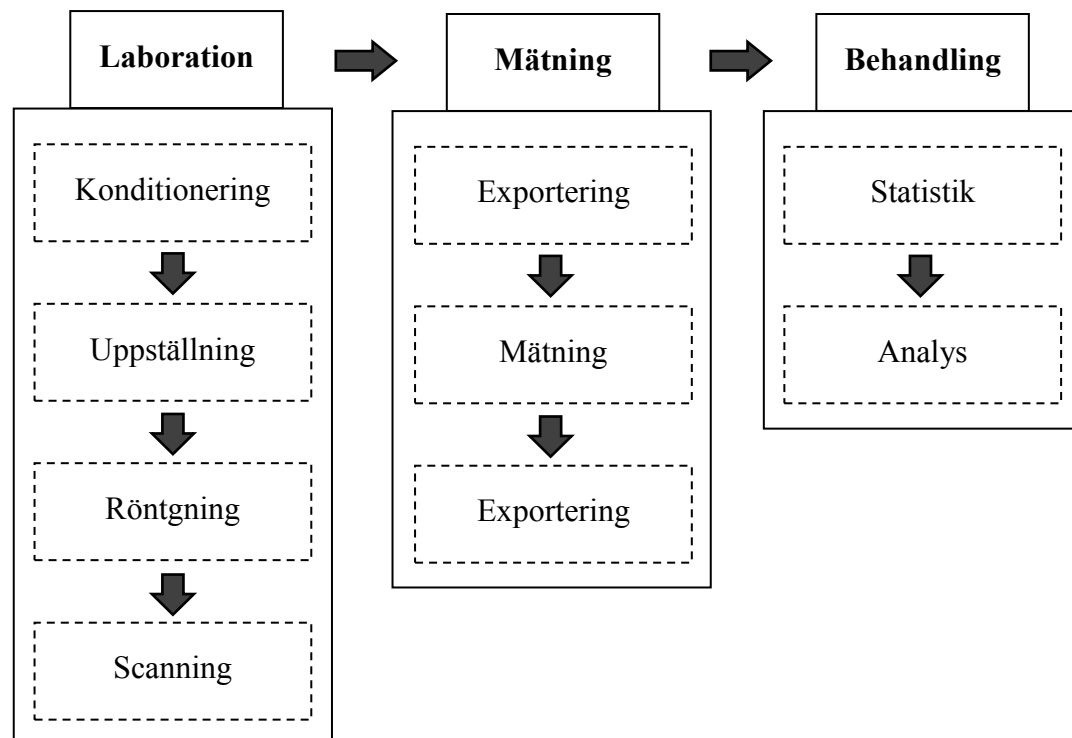 Laboration
Konditionering
Uppställning
Röntgning
Scanning
Mätning
Exportering
Mätning
Exportering
Behandling
Statistik
Analys